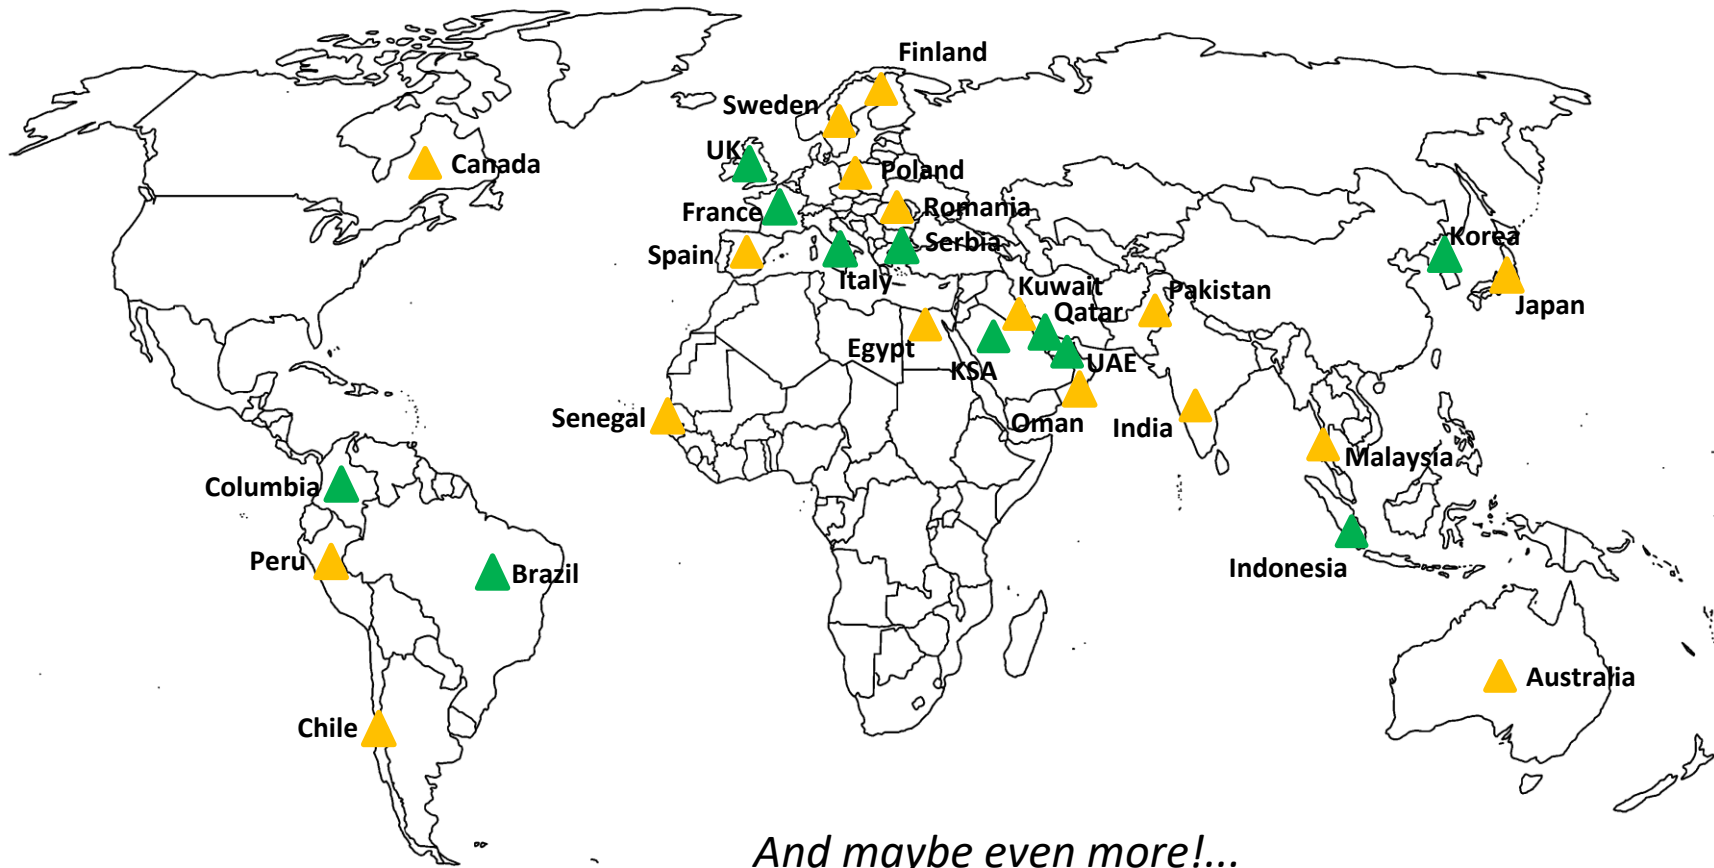 Finland
Sweden
UK
Canada
Poland
France
Romania
Spain
Serbia
Korea
Italy
Kuwait
Pakistan
Qatar
Japan
Egypt
KSA
UAE
Senegal
Oman
India
Malaysia
Columbia
Peru
Brazil
Indonesia
Australia
Chile
And maybe even more!...